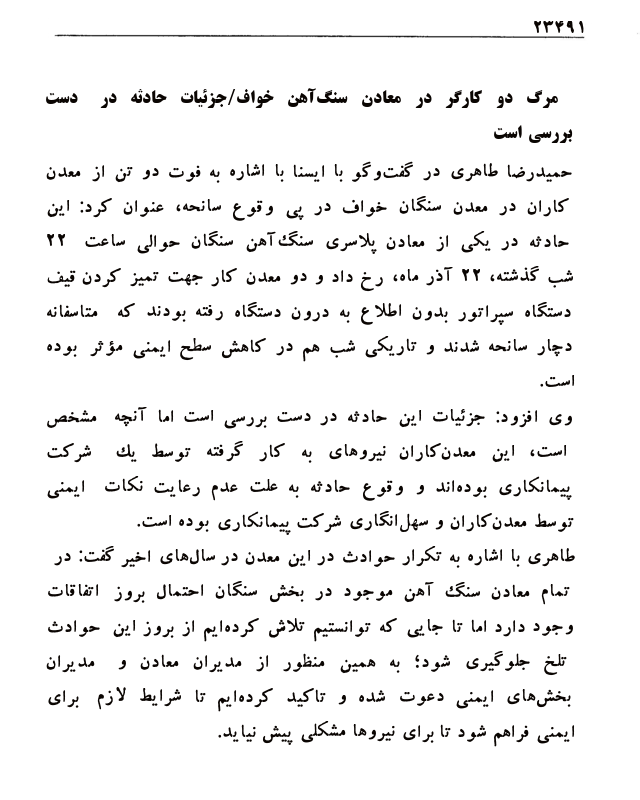 ۲۳۴۹۱
مرگ دو کارگر در معادن سنگ‌آهن خواف/جزئیات حادثه در دست
بررسی است
حمیدرضا طاهری در گفت‌وگو با ایسنا با اشاره به فوت دو تن از معدن
کاران در معدن سنگان خواف در پی وقوع سانحه، عنوان کرد: این
حادثه در یکی از معادن پلاسری سنگ‌آهن سنگان حوالی ساعت ۲۲
شب گذشته، ۲۲ آذر ماه، رخ داد و دو معدن کار جهت تمیز کردن قیف
دستگاه سپراتور بدون اطلاع به درون دستگاه رفته بودند که متاسفانه
دچار سانحه شدند و تاریکی شب هم در کاهش سطح ایمنی مؤثر بوده
است.
وی افزود: جزئیات این حادثه در دست بررسی است اما آنچه مشخص
است، این معدن‌کاران نیروهای به کار گرفته توسط یك شرکت
پیمانکاری بوده‌اند و وقوع حادثه به علت عدم رعایت نکات ایمنی
توسط معدن‌کاران و سهل‌انگاری شرکت پیمانکاری بوده است.
طاهری با اشاره به تکرار حوادث در این معدن در سال‌های اخیر گفت: در
تمام معادن سنگ آهن موجود در بخش سنگان احتمال بروز اتفاقات
وجود دارد اما تا جایی که توانستیم تلاش کرده‌ایم از بروز این حوادث
تلخ جلوگیری شود؛ به همین منظور از مدیران معادن و مدیران
بخش‌های ایمنی دعوت شده و تاکید کرده‌ایم تا شرایط لازم برای
ایمنی فراهم شود تا برای نیروها مشکلی پیش نیاید.